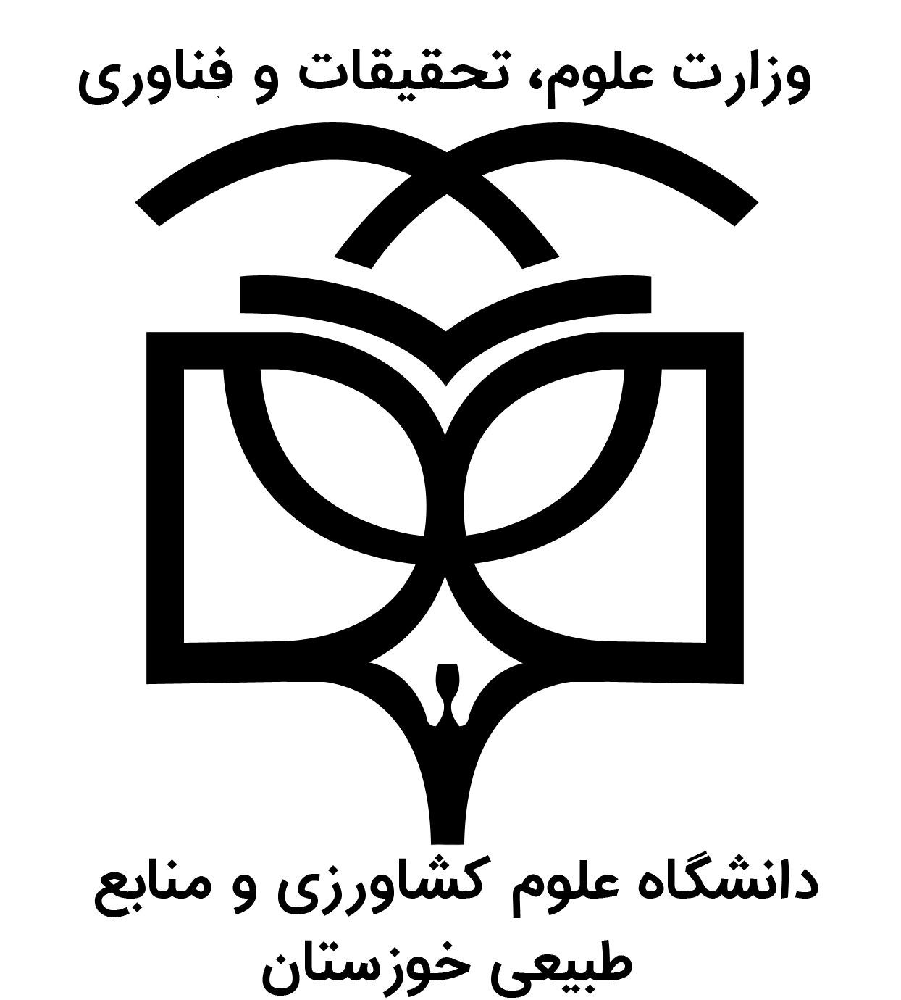 وزارت علوم، تحقیقات و فناوری
دانشگاه علوم کشاورزی و منابع
طبیعی خوزستان